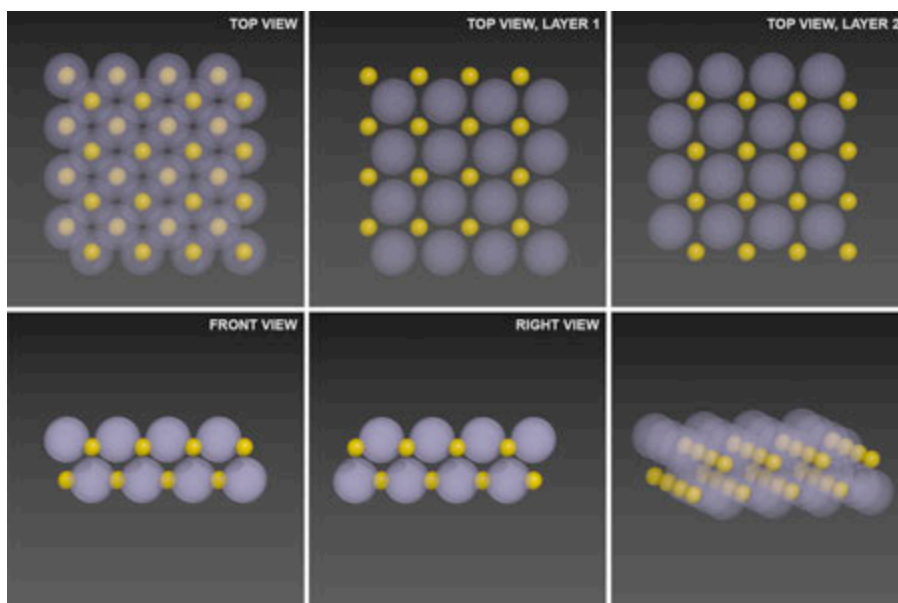 TOP VIEW
TOP VIEW, LAYER 1
TOP VIEW, LAYER 2
FRONT VIEW
RIGHT VIEW